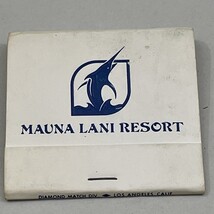 MAUNA LANI RESORT
DIAMOND MATCH DIV. LOS ANGELES, CALIF.